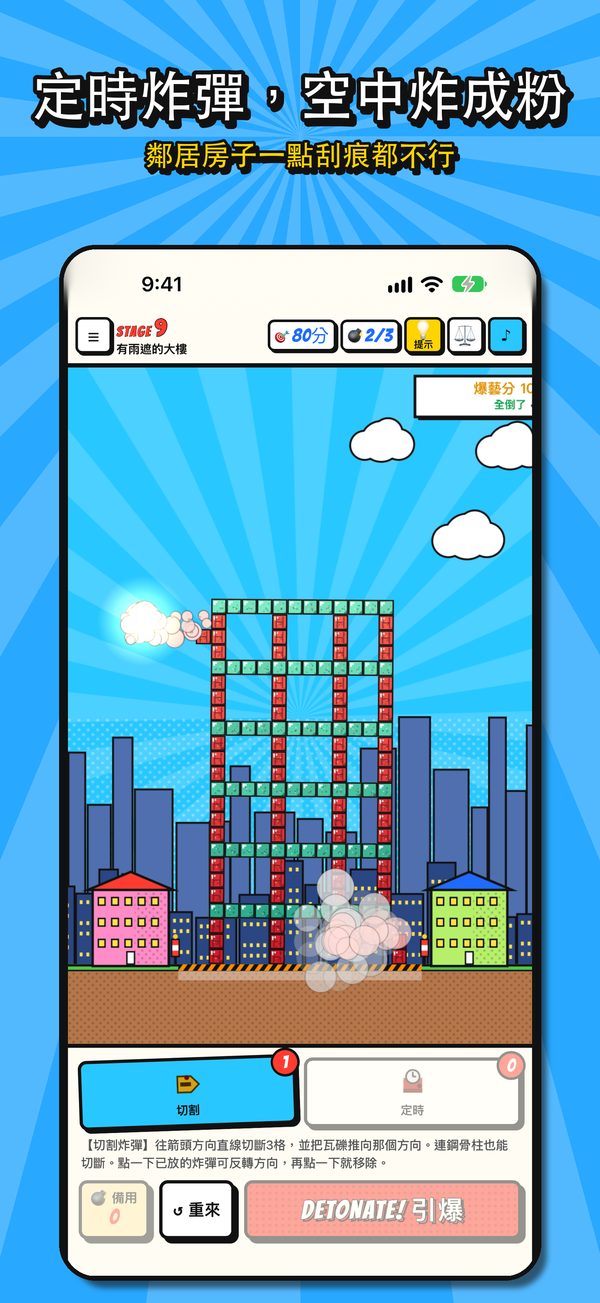 定時炸彈，空中炸成粉
鄰居房子一點刮痕都不行
9:41
STAGE 9
有雨遮的大樓
80分
2/3
提示
爆藝分 10
全倒了
1
切割
0
定時
【切割炸彈】往箭頭方向直線切斷3格，並把瓦礫推向那個方向。連鋼骨柱也能
切斷。點一下已放的炸彈可反轉方向，再點一下就移除。
備用
0
↺ 重來
DETONATE! 引爆